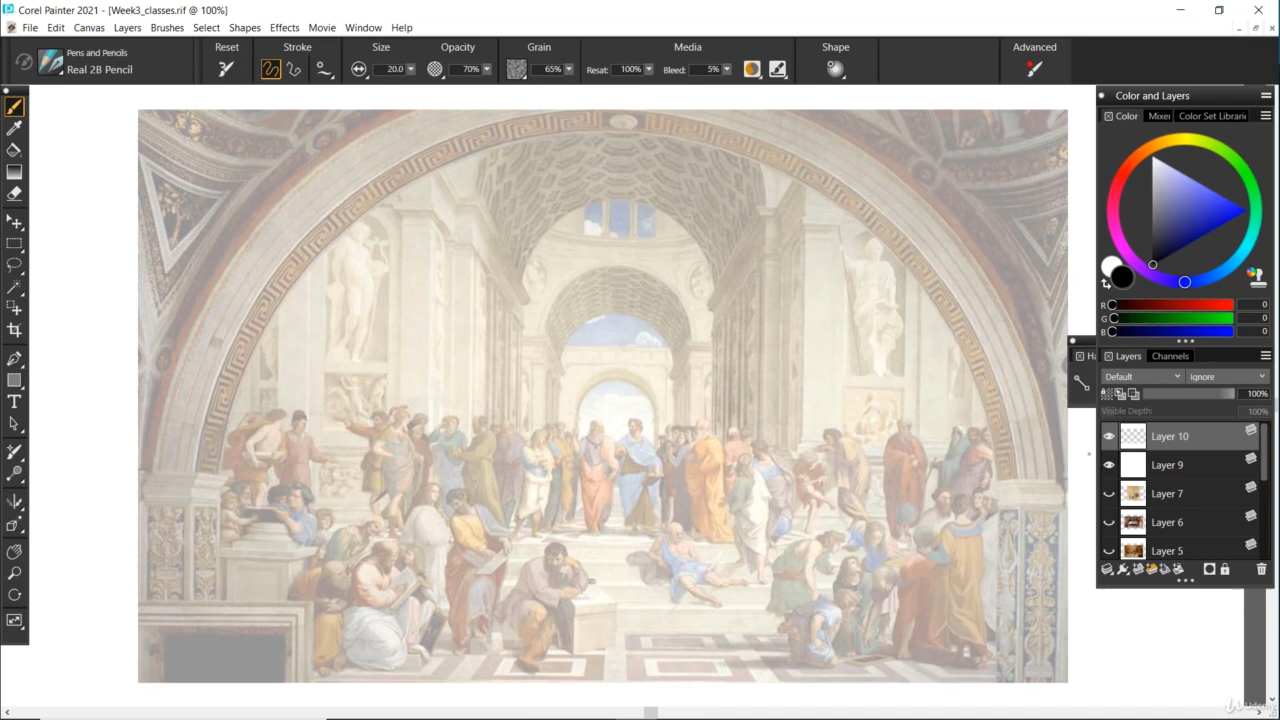 Corel Painter 2021 - [Week3_classes.rif @ 100%]
File Edit Canvas Layers Brushes Select Shapes Effects Movie Window Help
Pens and Pencils
Real 2B Pencil
Reset Stroke Size Opacity Grain Media Shape Advanced
20.0 70% 65% Resat: 100% Bleed: 5%
Color and Layers
Color Mixer Color Set Librari
R 0
G 0
B 0
Ha Layers Channels
Default Ignore
100%
Visible Depth: 100%
Layer 10
Layer 9
Layer 7
Layer 6
Layer 5
Udemy